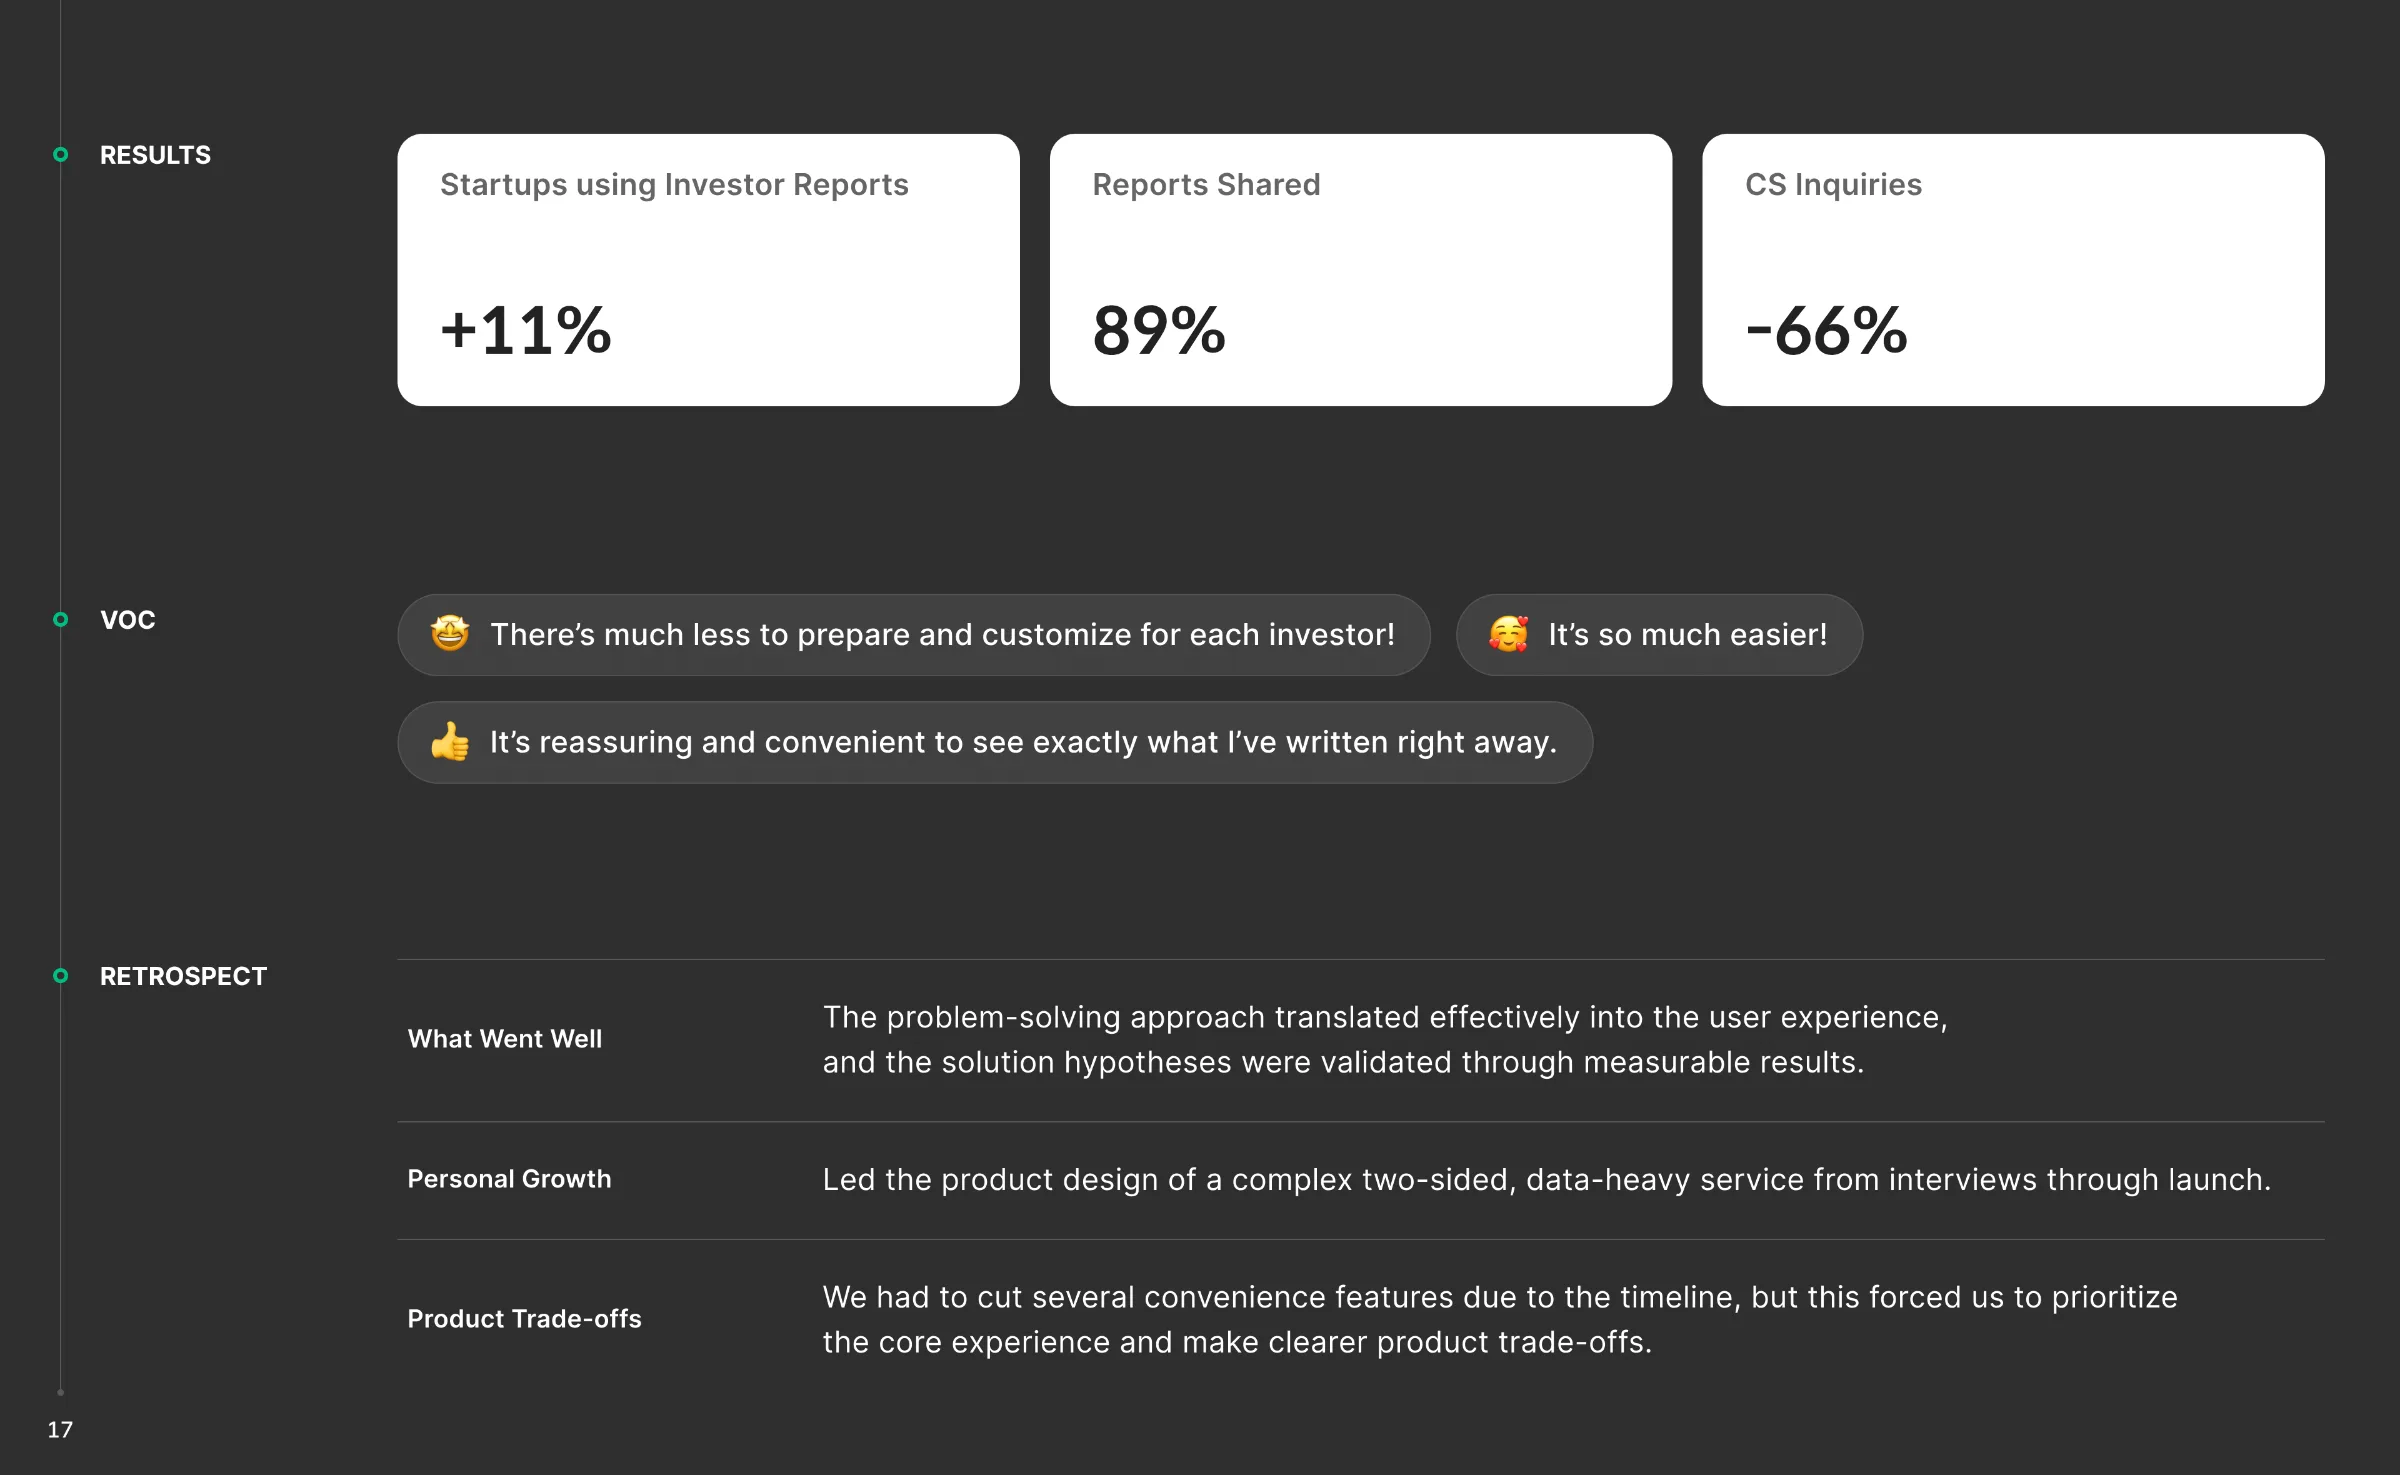 RESULTS
Startups using Investor Reports
+11%
Reports Shared
89%
CS Inquiries
-66%
VOC
🤩 There’s much less to prepare and customize for each investor!
🥰 It’s so much easier!
👍 It’s reassuring and convenient to see exactly what I’ve written right away.
RETROSPECT
What Went Well
The problem-solving approach translated effectively into the user experience,
and the solution hypotheses were validated through measurable results.
Personal Growth
Led the product design of a complex two-sided, data-heavy service from interviews through launch.
Product Trade-offs
We had to cut several convenience features due to the timeline, but this forced us to prioritize
the core experience and make clearer product trade-offs.
17